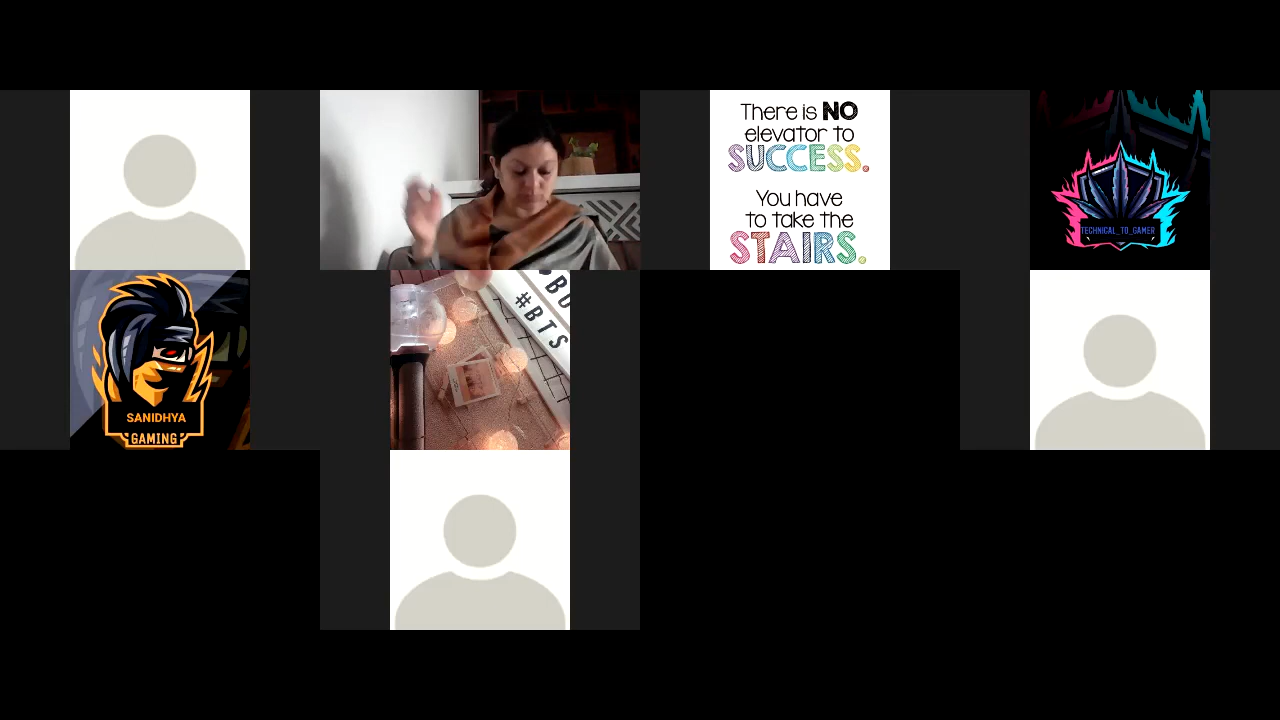 There is NO
elevator to
SUCCESS.
You have
to take the
STAIRS.
TECHNICAL_TO_GAMER
SANIDHYA
GAMING
#BTS